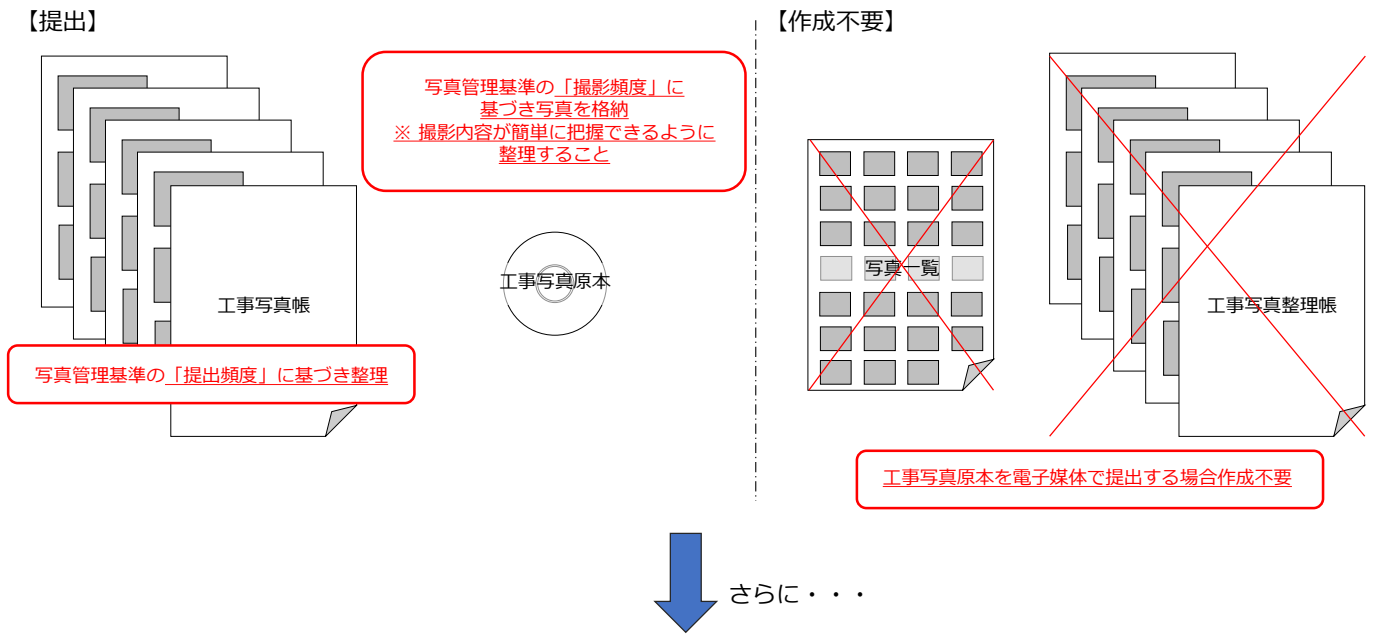 【提出】
写真管理基準の「撮影頻度」に
基づき写真を格納
※ 撮影内容が簡単に把握できるように
整理すること
工事写真原本
工事写真帳
写真管理基準の「提出頻度」に基づき整理
【作成不要】
写真一覧
工事写真整理帳
工事写真原本を電子媒体で提出する場合作成不要
さらに・・・